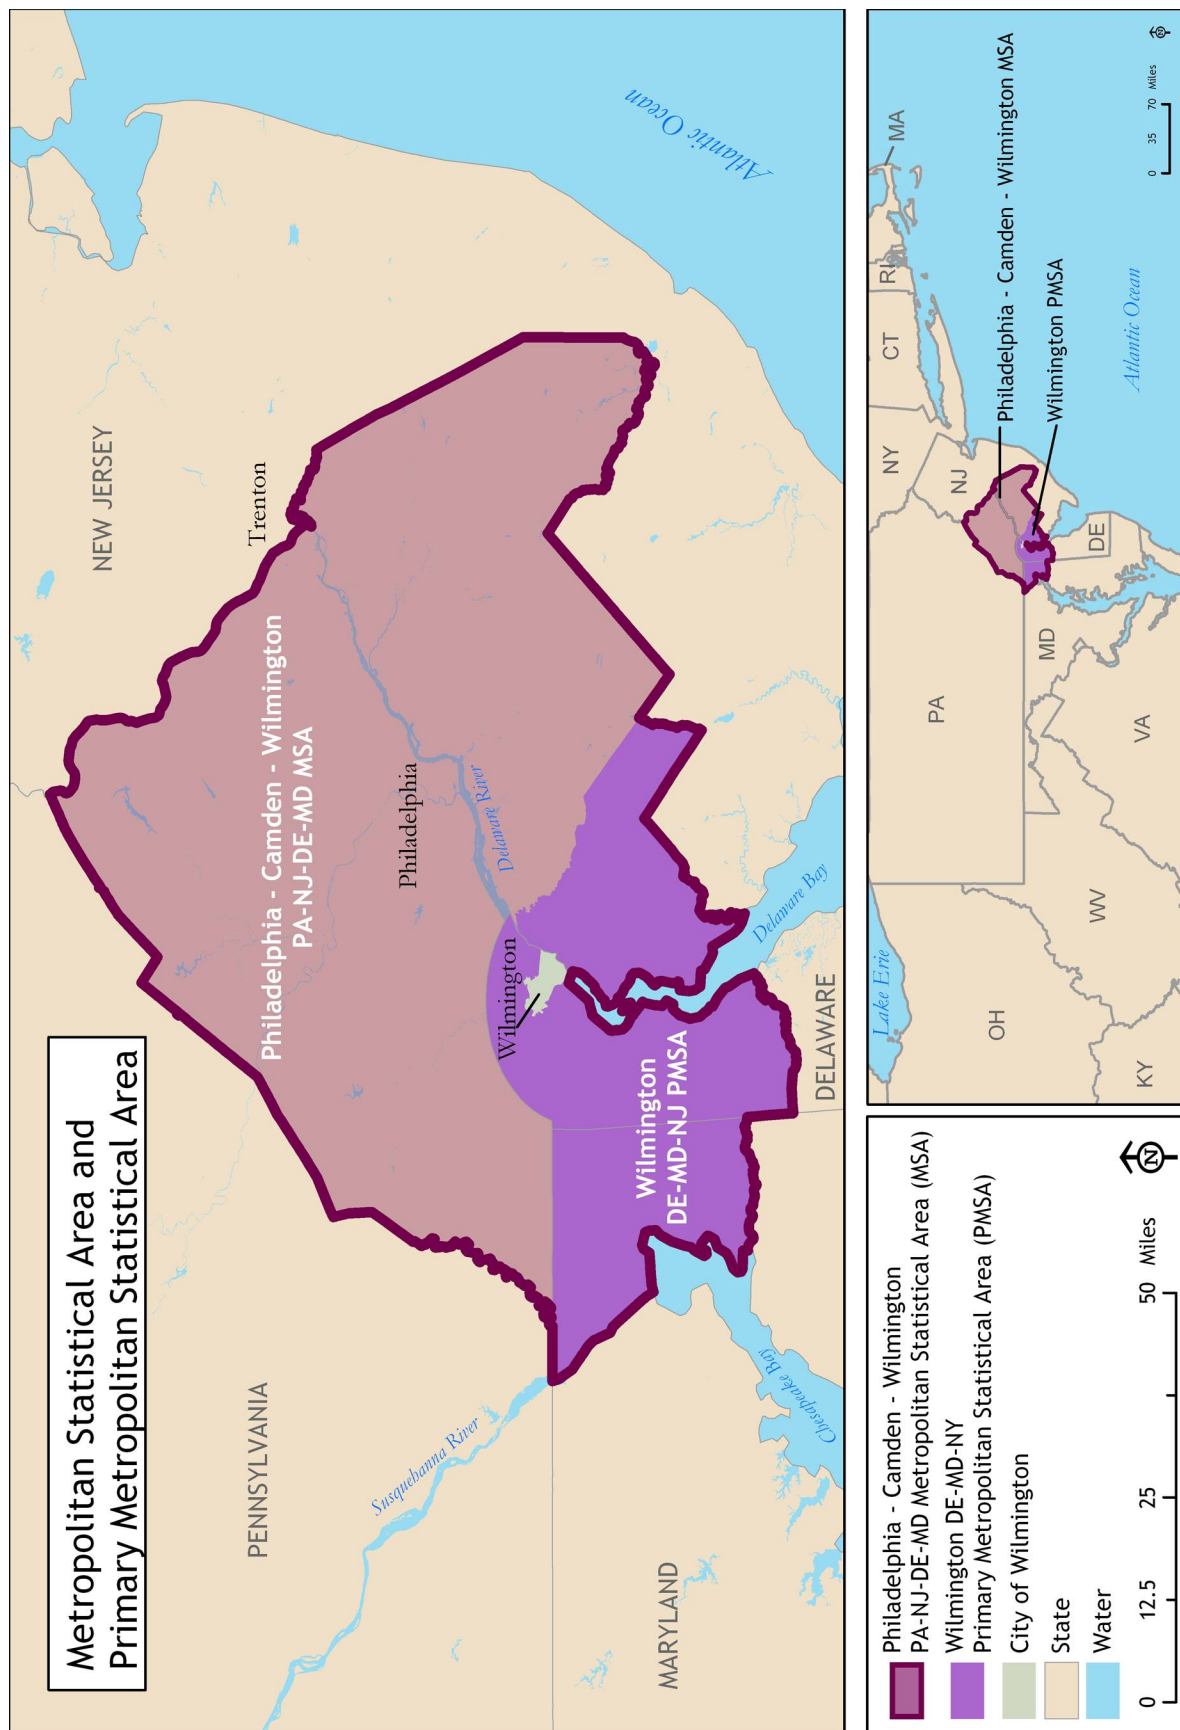 Metropolitan Statistical Area and
Primary Metropolitan Statistical Area
NEW JERSEY
Trenton
Philadelphia - Camden - Wilmington
PA-NJ-DE-MD MSA
Philadelphia
Delaware River
Atlantic Ocean
PENNSYLVANIA
Susquehanna River
Wilmington
Wilmington
DE-MD-NJ PMSA
Delaware Bay
DELAWARE
Chesapeake Bay
MARYLAND
Philadelphia - Camden - Wilmington
PA-NJ-DE-MD Metropolitan Statistical Area (MSA)
Wilmington DE-MD-NY
Primary Metropolitan Statistical Area (PMSA)
City of Wilmington
State
Water
0 12.5 25 50 Miles
N
Lake Erie
OH
KY
WV
PA
VA
MD
DE
NJ
NY
CT
RI
MA
Philadelphia - Camden - Wilmington MSA
Wilmington PMSA
Atlantic Ocean
0 35 70 Miles
N